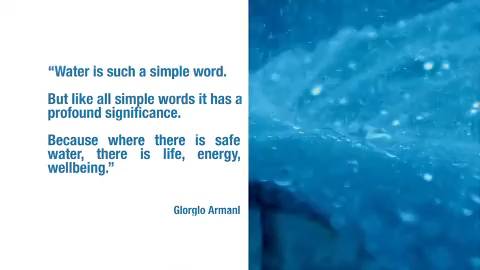 “Water is such a simple word.
But like all simple words it has a
profound significance.
Because where there is safe
water, there is life, energy,
wellbeing.”
Giorgio Armani